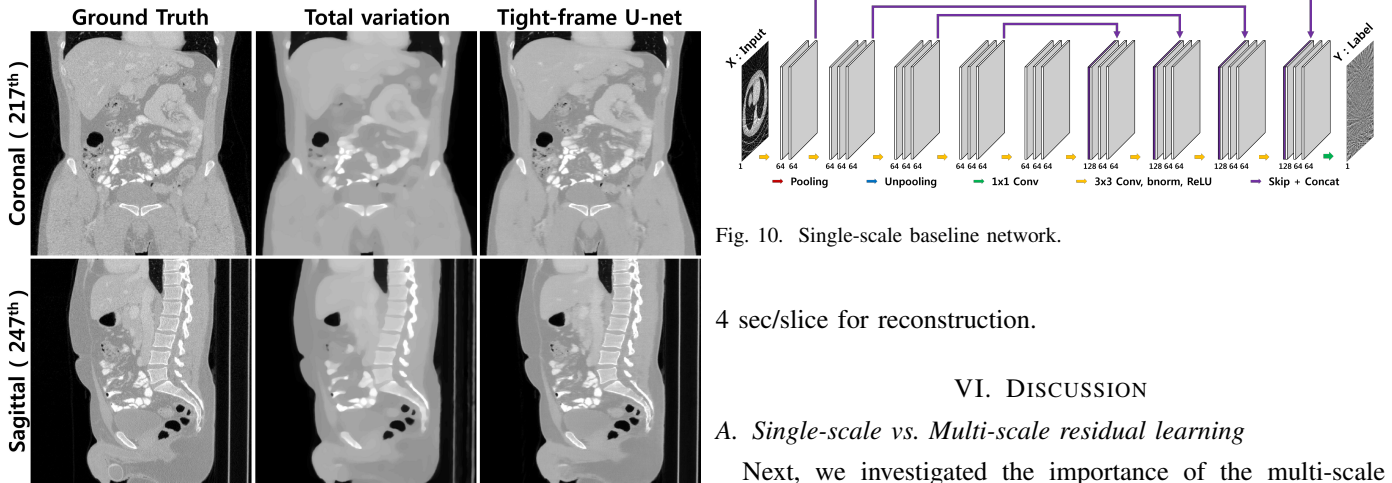 Ground Truth Total variation Tight-frame U-net
Coronal ( 217th )
Sagittal ( 247th )
X : Input
Y : Label
1 64 64 64 64 64 64 64 64 64 64 64 64 64 64 128 64 64 128 64 64 128 64 64 128 64 64 1
Pooling Unpooling 1x1 Conv 3x3 Conv, bnorm, ReLU Skip + Concat
Fig. 10. Single-scale baseline network.
4 sec/slice for reconstruction.
VI. DISCUSSION
A. Single-scale vs. Multi-scale residual learning
Next, we investigated the importance of the multi-scale